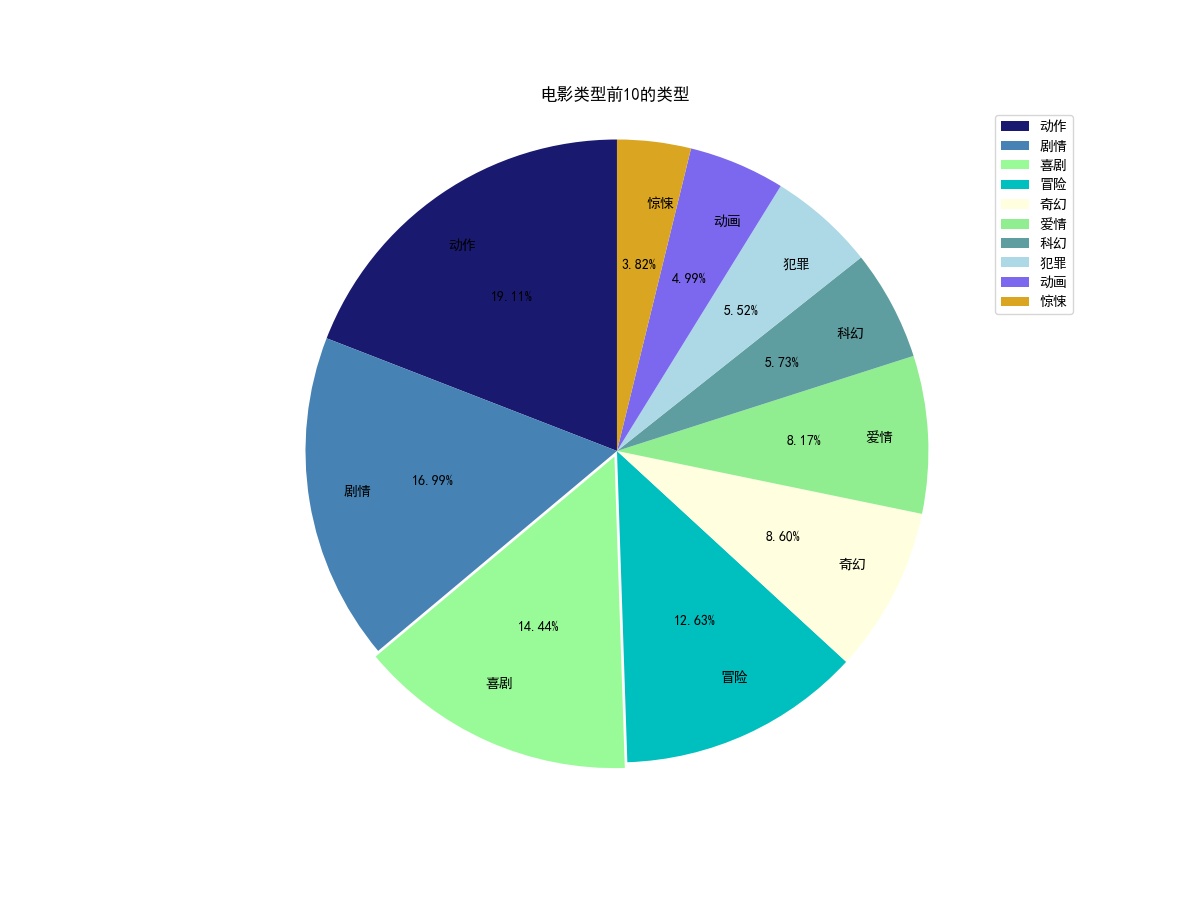 电影类型前10的类型
动作
剧情
喜剧
冒险
奇幻
爱情
科幻
犯罪
动画
惊悚
动作
19.11%
剧情
16.99%
喜剧
14.44%
冒险
12.63%
奇幻
8.60%
爱情
8.17%
科幻
5.73%
犯罪
5.52%
动画
4.99%
惊悚
3.82%